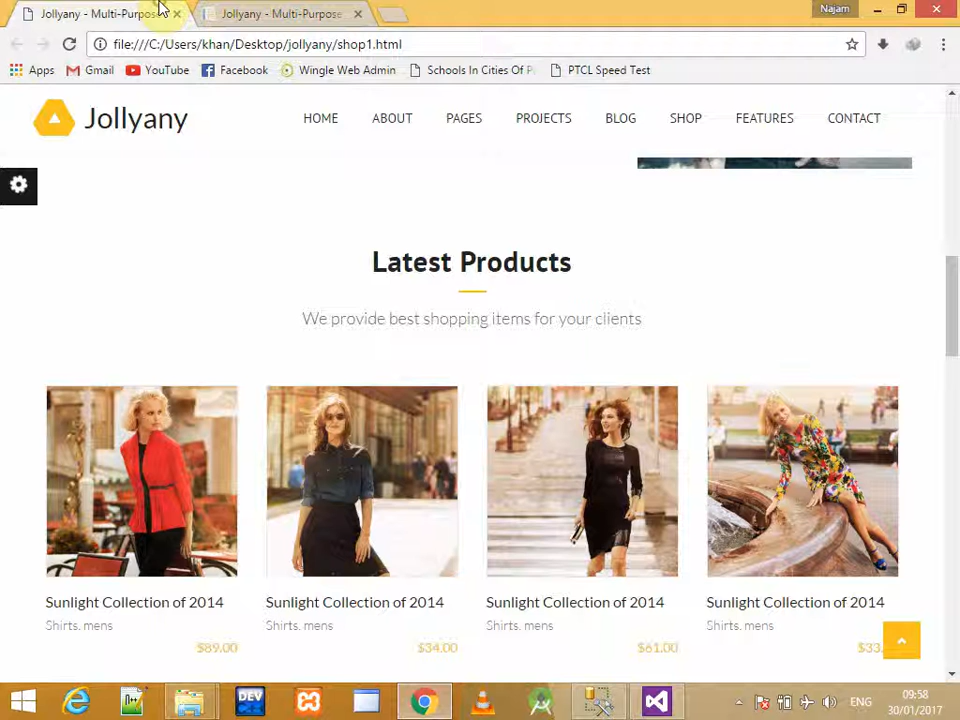 Jollyany - Multi-Purpose
Jollyany - Multi-Purpose
Najam
file:///C:/Users/khan/Desktop/jollyany/shop1.html
Apps Gmail YouTube Facebook Wingle Web Admin Schools In Cities Of P PTCL Speed Test
Jollyany
HOME ABOUT PAGES PROJECTS BLOG SHOP FEATURES CONTACT
Latest Products
We provide best shopping items for your clients
Sunlight Collection of 2014 Sunlight Collection of 2014 Sunlight Collection of 2014 Sunlight Collection of 2014
Shirts. mens Shirts. mens Shirts. mens Shirts. mens
$89.00 $34.00 $61.00 $33.
DEV
ENG
09:58
30/01/2017